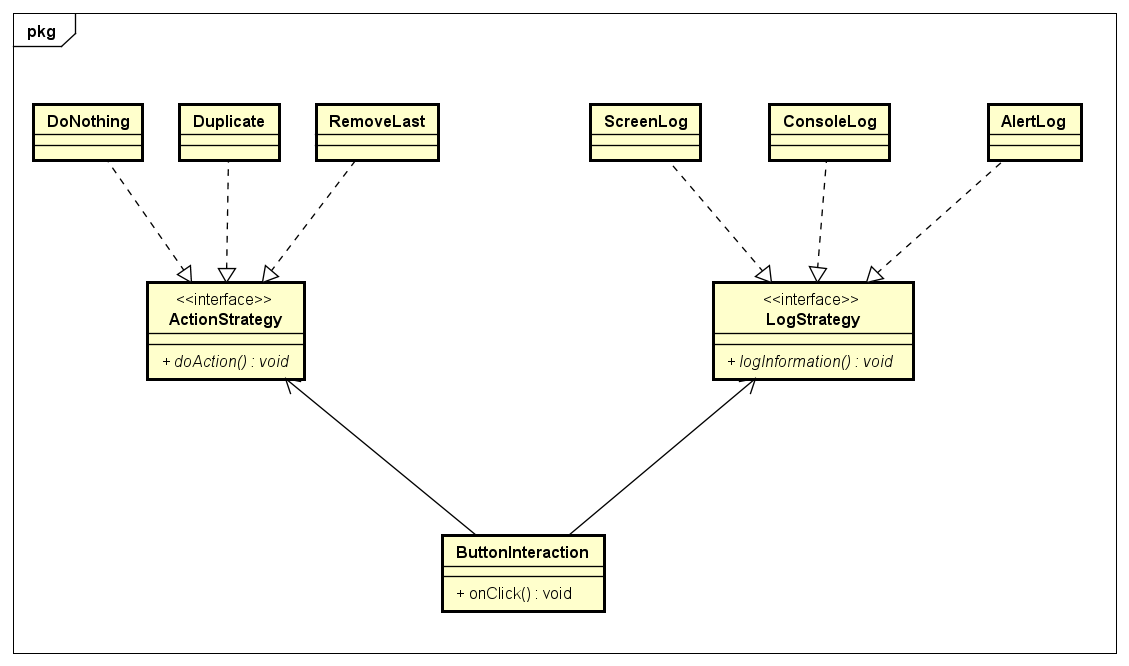 pkg
DoNothing
Duplicate
RemoveLast
ScreenLog
ConsoleLog
AlertLog
<<interface>>
ActionStrategy
+ doAction() : void
<<interface>>
LogStrategy
+ logInformation() : void
ButtonInteraction
+ onClick() : void